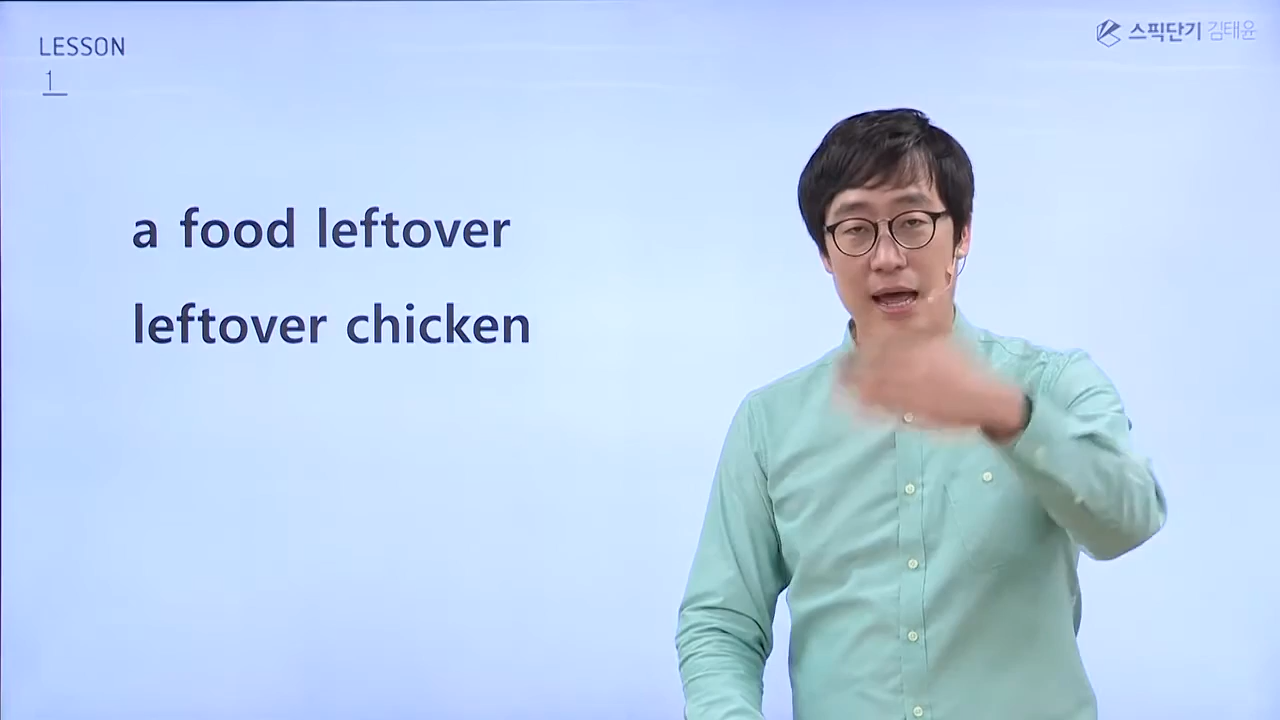 LESSON
1
스픽단기 김태윤
a food leftover
leftover chicken